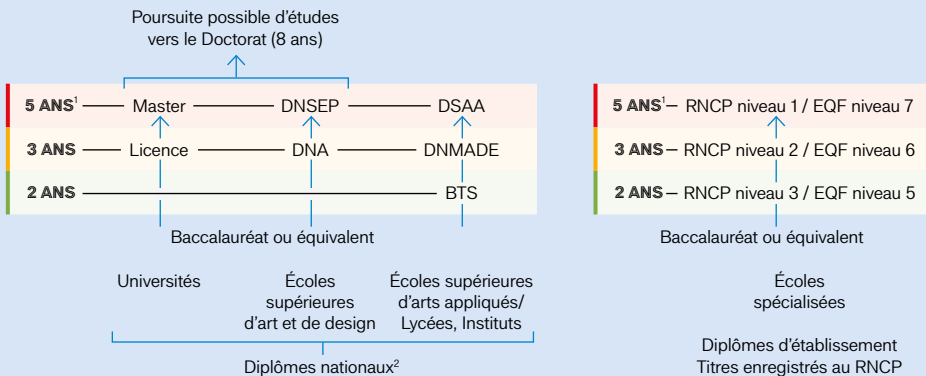 Poursuite possible d'études
vers le Doctorat (8 ans)
5 ANS¹ Master DNSEP DSAA
3 ANS Licence DNA DNMADE
2 ANS BTS
Baccalauréat ou équivalent
Universités
Écoles
supérieures
d'art et de design
Écoles supérieures
d'arts appliqués/
Lycées, Instituts
Diplômes nationaux²
5 ANS¹ RNCP niveau 1 / EQF niveau 7
3 ANS RNCP niveau 2 / EQF niveau 6
2 ANS RNCP niveau 3 / EQF niveau 5
Baccalauréat ou équivalent
Écoles
spécialisées
Diplômes d'établissement
Titres enregistrés au RNCP